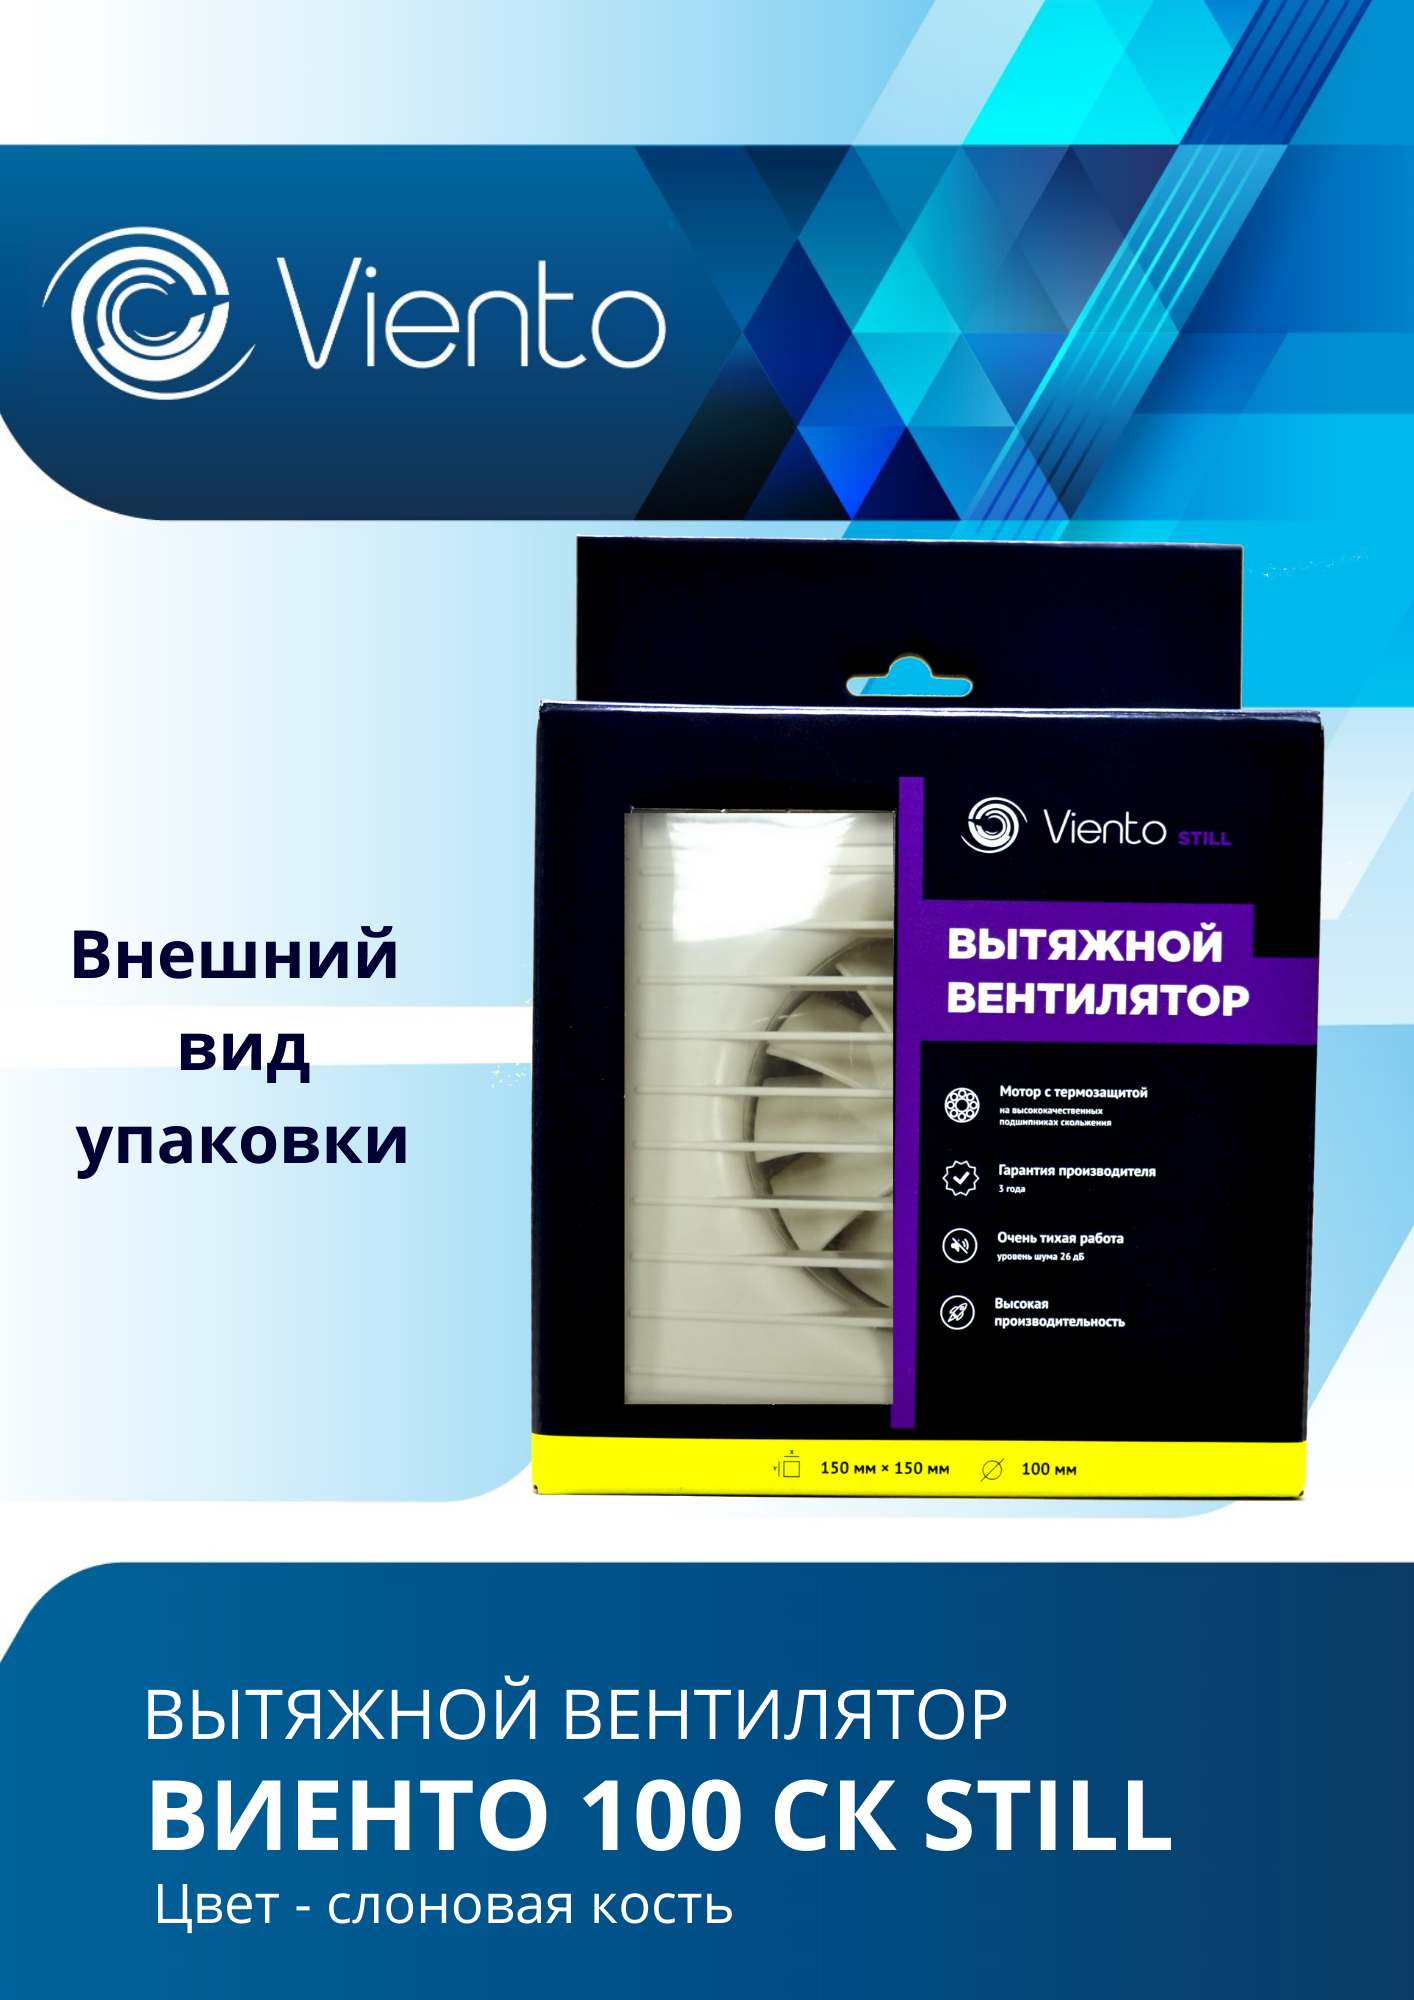 Viento
Внешний
вид
упаковки
Viento STILL
ВЫТЯЖНОЙ
ВЕНТИЛЯТОР
Мотор с термозащитой
на высококачественных
подшипниках скольжения
Гарантия производителя
3 года
Очень тихая работа
уровень шума 26 дБ
Высокая
производительность
X
Y
150 мм × 150 мм
100 мм
ВЫТЯЖНОЙ ВЕНТИЛЯТОР
ВИЕНТО 100 СК STILL
Цвет - слоновая кость